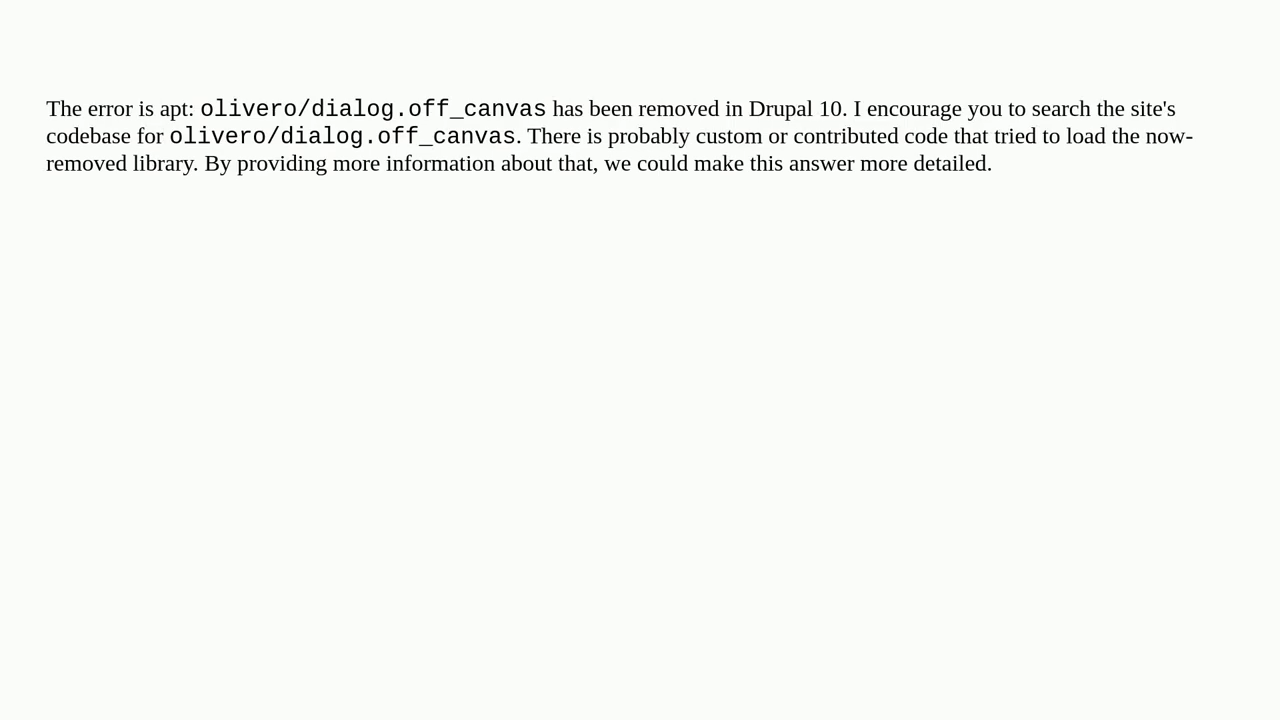 The error is apt: olivero/dialog.off_canvas has been removed in Drupal 10. I encourage you to search the site's
codebase for olivero/dialog.off_canvas. There is probably custom or contributed code that tried to load the now-
removed library. By providing more information about that, we could make this answer more detailed.